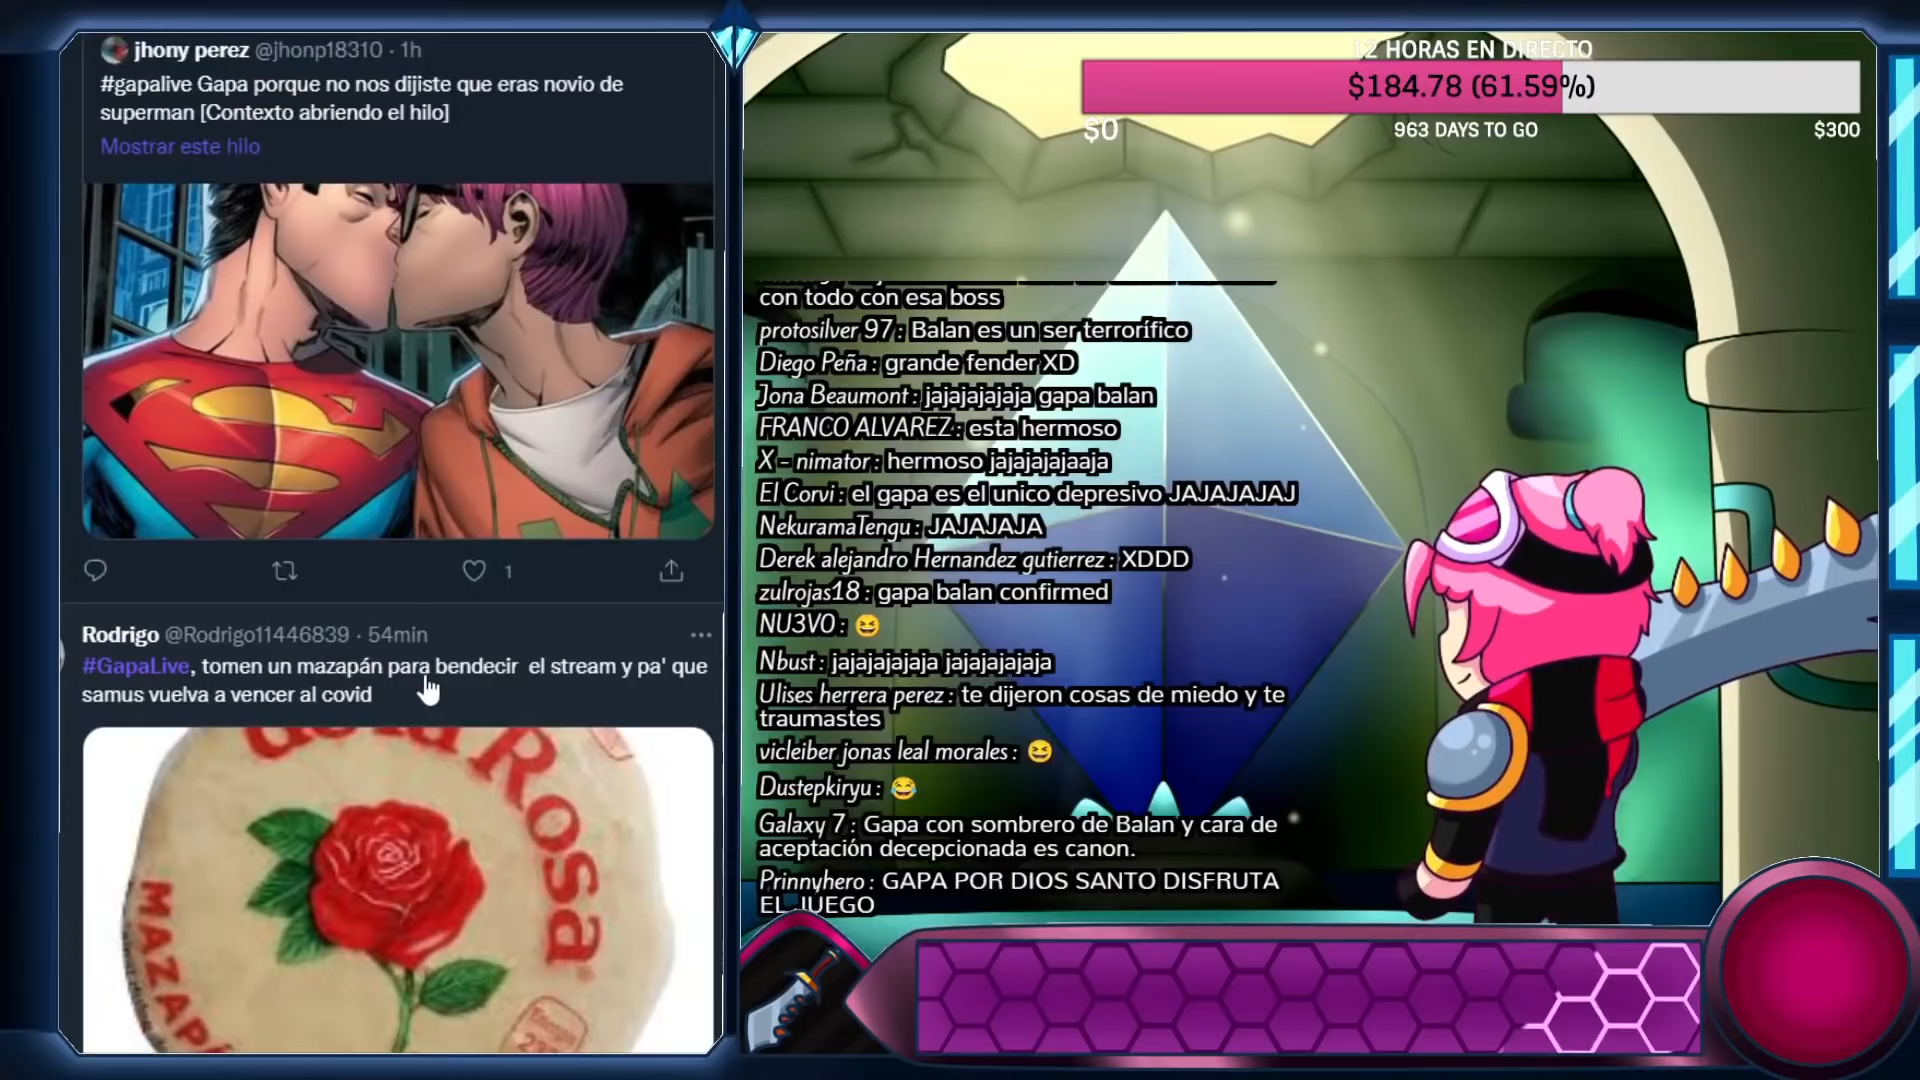 jhony perez @jhonp18310 · 1h
#gapalive Gapa porque no nos dijiste que eras novio de
superman [Contexto abriendo el hilo]
Mostrar este hilo
1
Rodrigo @Rodrigo11446839 · 54min
#GapaLive, tomen un mazapán para bendecir el stream y pa' que
samus vuelva a vencer al covid
Rosa
MAZAPÁ
12 HORAS EN DIRECTO
$184.78 (61.59%)
$0
963 DAYS TO GO
$300
con todo con esa boss
protosilver 97 : Balan es un ser terrorífico
Diego Peña : grande fender XD
Jona Beaumont : jajajajajaja gapa balan
FRANCO ALVAREZ : esta hermoso
X - nimator : hermoso jajajajajaaja
El Corvi : el gapa es el unico depresivo JAJAJAJAJ
NekuramaTengu : JAJAJAJA
Derek alejandro Hernandez gutierrez : XDDD
zulrojas18 : gapa balan confirmed
NU3V0 : 😆
Nbust : jajajajajaja jajajajajaja
Ulises herrera perez : te dijeron cosas de miedo y te
traumastes
vicleiber jonas leal morales : 😆
Dustepkiryu : 😂
Galaxy 7 : Gapa con sombrero de Balan y cara de
aceptación decepcionada es canon.
Prinnyhero : GAPA POR DIOS SANTO DISFRUTA
EL JUEGO